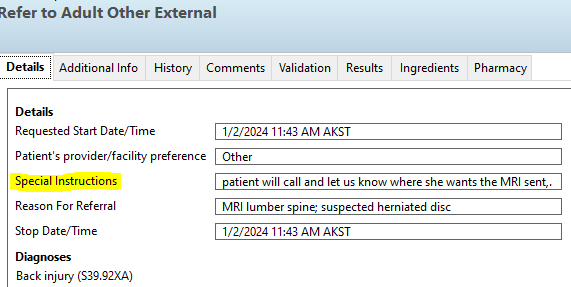 Refer to Adult Other External
Details Additional Info History Comments Validation Results Ingredients Pharmacy
Details
Requested Start Date/Time 1/2/2024 11:43 AM AKST
Patient's provider/facility preference Other
Special Instructions patient will call and let us know where she wants the MRI sent,.
Reason For Referral MRI lumbar spine; suspected herniated disc
Stop Date/Time 1/2/2024 11:43 AM AKST
Diagnoses
Back injury (S39.92XA)